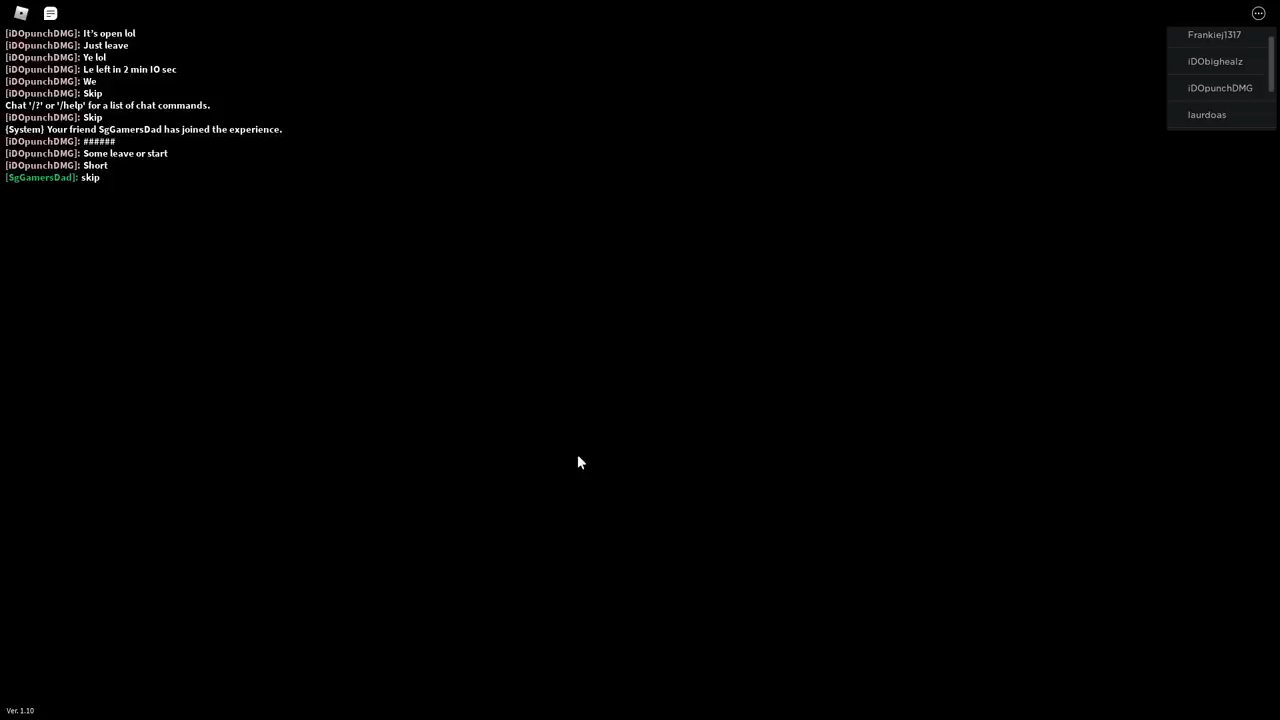 [iDOpunchDMG]: It's open lol
[iDOpunchDMG]: Just leave
[iDOpunchDMG]: Ye lol
[iDOpunchDMG]: Le left in 2 min IO sec
[iDOpunchDMG]: We
[iDOpunchDMG]: Skip
Chat '/?' or '/help' for a list of chat commands.
[iDOpunchDMG]: Skip
{System} Your friend SgGamersDad has joined the experience.
[iDOpunchDMG]: ######
[iDOpunchDMG]: Some leave or start
[iDOpunchDMG]: Short
[SgGamersDad]: skip
Frankiej1317
iDObighealz
iDOpunchDMG
laurdoas
Ver. 1.10